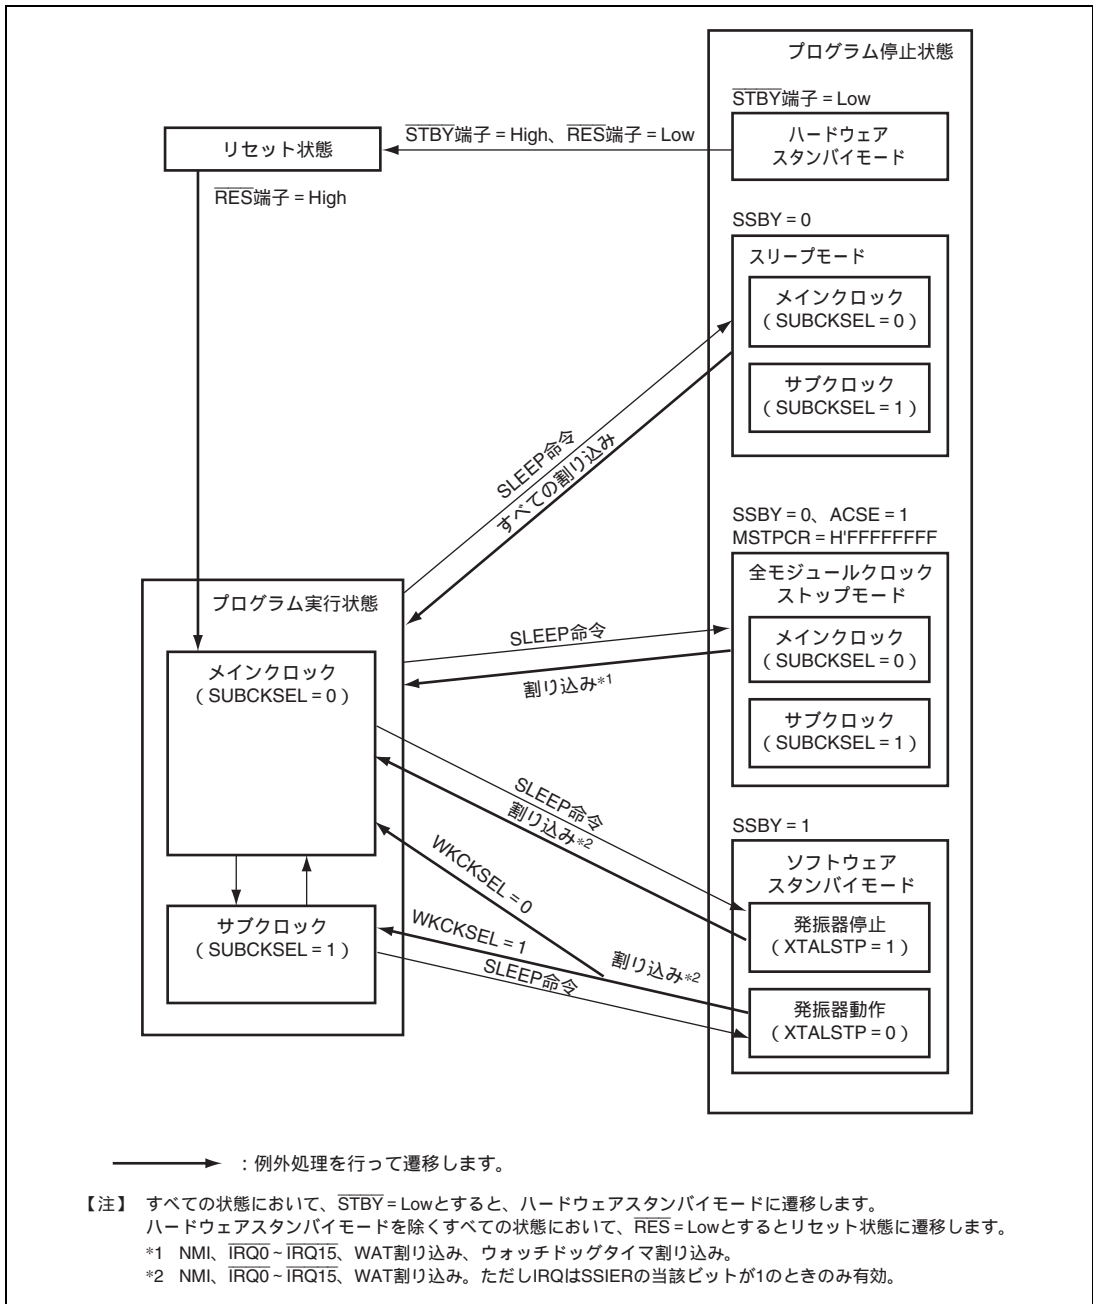 プログラム停止状態
STBY端子 = Low
ハードウェア
スタンバイモード
STBY端子 = High、RES端子 = Low
リセット状態
RES端子 = High
SSBY = 0
スリープモード
メインクロック
( SUBCKSEL = 0 )
サブクロック
( SUBCKSEL = 1 )
SLEEP命令
すべての割り込み
SSBY = 0、ACSE = 1
MSTPCR = H'FFFFFFFF
全モジュールクロック
ストップモード
メインクロック
( SUBCKSEL = 0 )
サブクロック
( SUBCKSEL = 1 )
SLEEP命令
割り込み*1
プログラム実行状態
メインクロック
( SUBCKSEL = 0 )
サブクロック
( SUBCKSEL = 1 )
SLEEP命令
割り込み*2
WKCKSEL = 0
WKCKSEL = 1
割り込み*2
SLEEP命令
SSBY = 1
ソフトウェア
スタンバイモード
発振器停止
( XTALSTP = 1 )
発振器動作
( XTALSTP = 0 )
: 例外処理を行って遷移します。
【注】 すべての状態において、STBY = Lowとすると、ハードウェアスタンバイモードに遷移します。
ハードウェアスタンバイモードを除くすべての状態において、RES = Lowとするとリセット状態に遷移します。
*1 NMI、IRQ0 ~ IRQ15、WAT割り込み、ウォッチドッグタイマ割り込み。
*2 NMI、IRQ0 ~ IRQ15、WAT割り込み。ただしIRQはSSIERの当該ビットが1のときのみ有効。